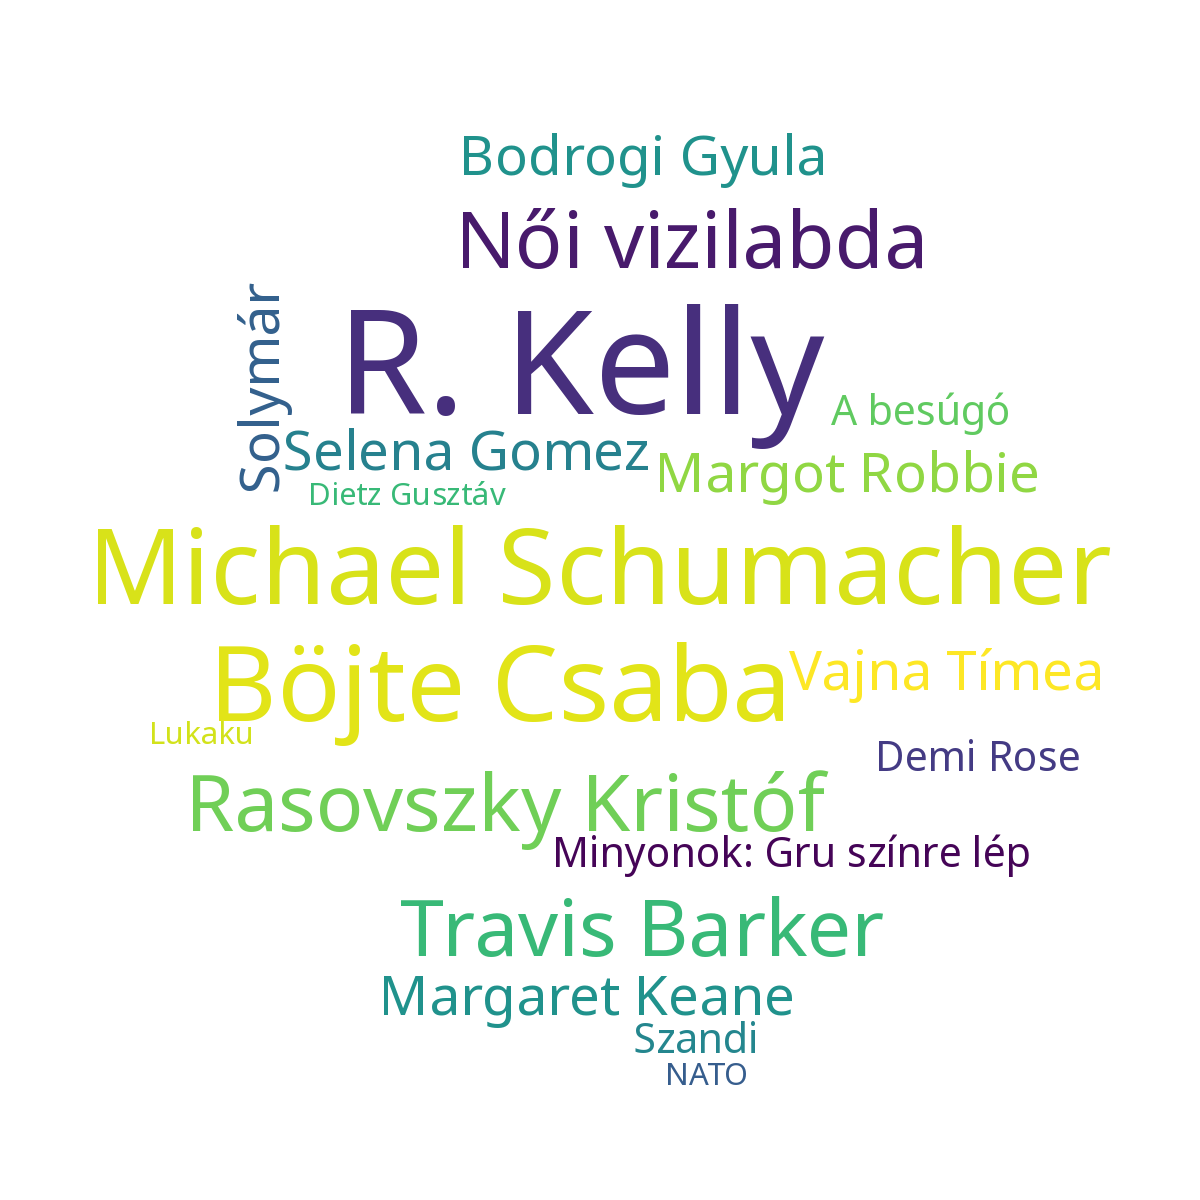 Bodrogi Gyula
Női vizilabda
R. Kelly
Solymár
A besúgó
Selena Gomez
Margot Robbie
Dietz Gusztáv
Michael Schumacher
Böjte Csaba
Vajna Tímea
Lukaku
Demi Rose
Rasovszky Kristóf
Minyonok: Gru színre lép
Travis Barker
Margaret Keane
Szandi
NATO